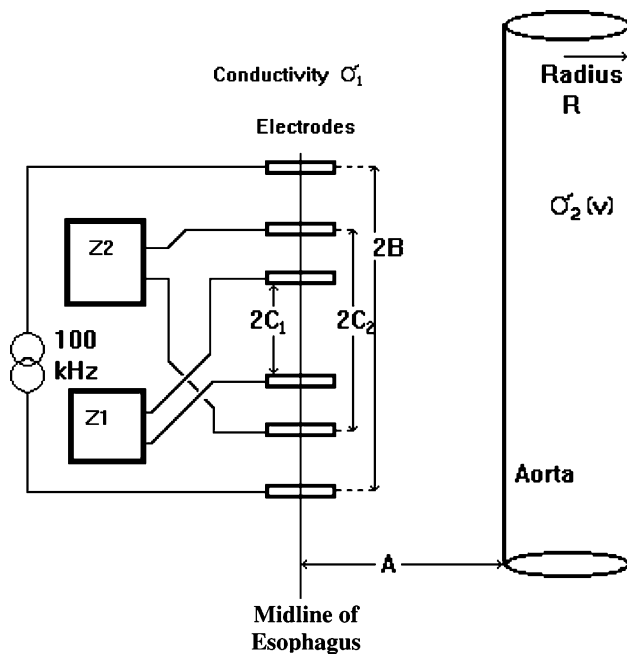 Conductivity σ₁
Electrodes
Radius
R
σ₂(v)
Z2
2B
2C₁
2C₂
100
kHz
Z1
Aorta
A
Midline of
Esophagus